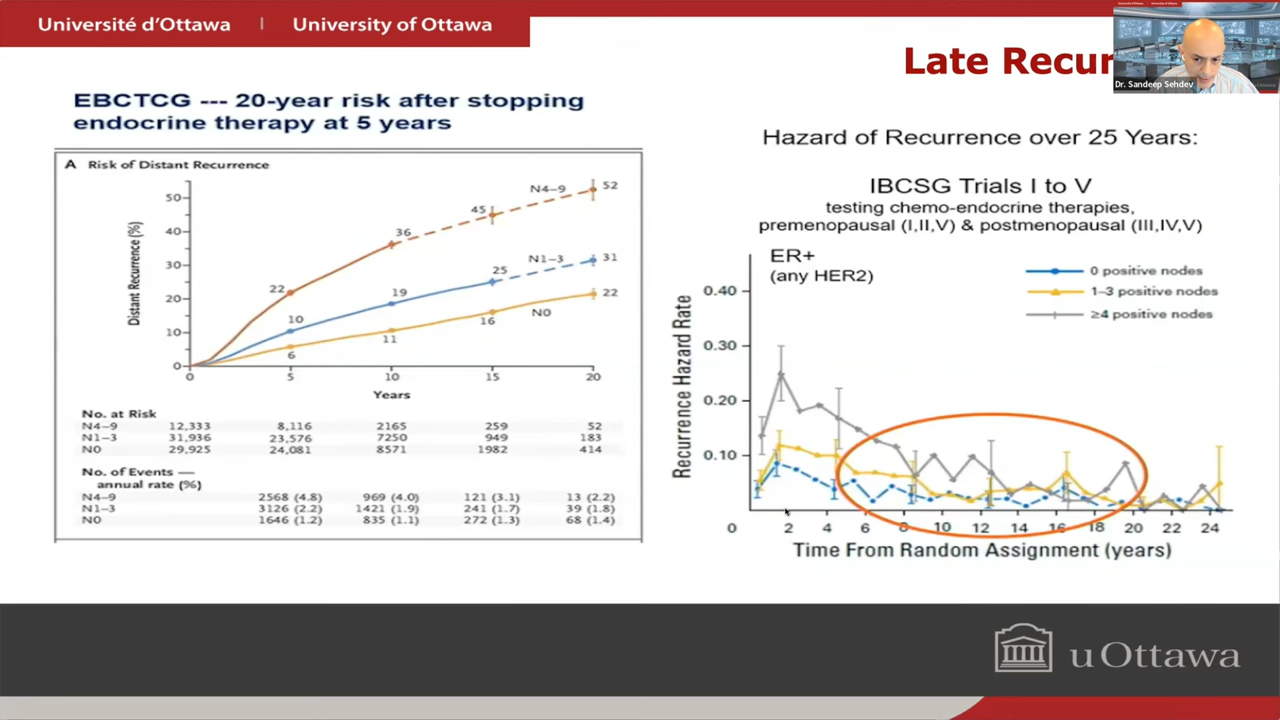 Université d'Ottawa | University of Ottawa
Late Recur
Dr. Sandeep Sehdev
EBCTCG --- 20-year risk after stopping
endocrine therapy at 5 years
A Risk of Distant Recurrence
Distant Recurrence (%)
50
40
30
20
10
0
0 5 10 15 20
Years
N4–9
22 36 45 52
N1–3
10 19 25 31
N0
6 11 16 22
No. at Risk
N4–9 12,333 8,116 2165 259 52
N1–3 31,936 23,576 7250 949 183
N0 29,925 24,081 8571 1982 414
No. of Events —
annual rate (%)
N4–9 2568 (4.8) 969 (4.0) 121 (3.1) 13 (2.2)
N1–3 3126 (2.2) 1421 (1.9) 241 (1.7) 39 (1.8)
N0 1646 (1.2) 835 (1.1) 272 (1.3) 68 (1.4)
Hazard of Recurrence over 25 Years:
IBCSG Trials I to V
testing chemo-endocrine therapies,
premenopausal (I,II,V) & postmenopausal (III,IV,V)
ER+
(any HER2)
0 positive nodes
1–3 positive nodes
≥4 positive nodes
Recurrence Hazard Rate
0.40
0.30
0.20
0.10
0 2 4 6 8 10 12 14 16 18 20 22 24
Time From Random Assignment (years)
uOttawa